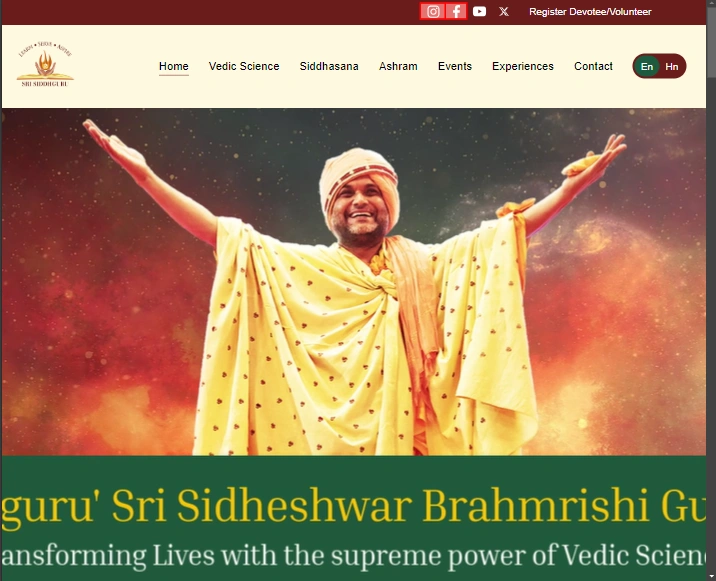 Register Devotee/Volunteer
LEARN • SERVE • ASPIRE
SRI SIDDHGURU
Home Vedic Science Siddhasana Ashram Events Experiences Contact En Hn
guru' Sri Sidheshwar Brahmrishi Gu
ansforming Lives with the supreme power of Vedic Scien